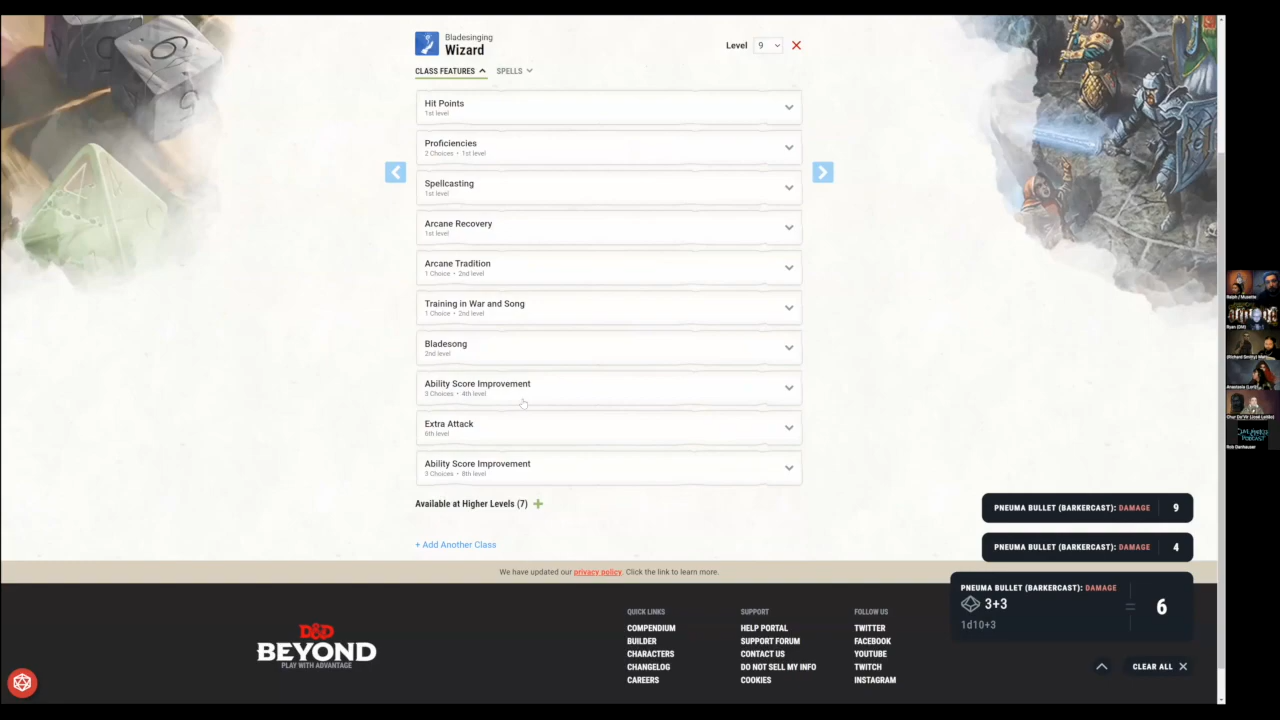 Bladesinging
Wizard
Level 9
CLASS FEATURES
SPELLS
Hit Points
1st level
Proficiencies
2 Choices • 1st level
Spellcasting
1st level
Arcane Recovery
1st level
Arcane Tradition
1 Choice • 2nd level
Training in War and Song
1 Choice • 2nd level
Bladesong
2nd level
Ability Score Improvement
3 Choices • 4th level
Extra Attack
6th level
Ability Score Improvement
3 Choices • 8th level
Available at Higher Levels (7)
+ Add Another Class
We have updated our privacy policy. Click the link to learn more.
D&D
BEYOND
PLAY WITH ADVANTAGE
QUICK LINKS
COMPENDIUM
BUILDER
CHARACTERS
CHANGELOG
CAREERS
SUPPORT
HELP PORTAL
SUPPORT FORUM
CONTACT US
DO NOT SELL MY INFO
COOKIES
FOLLOW US
TWITTER
FACEBOOK
YOUTUBE
TWITCH
INSTAGRAM
PNEUMA BULLET (BARKERCAST): DAMAGE 9
PNEUMA BULLET (BARKERCAST): DAMAGE 4
PNEUMA BULLET (BARKERCAST): DAMAGE
3+3 = 6
1d10+3
CLEAR ALL
Ralph / Musette
Ryan (DM)
Rob Danhauser